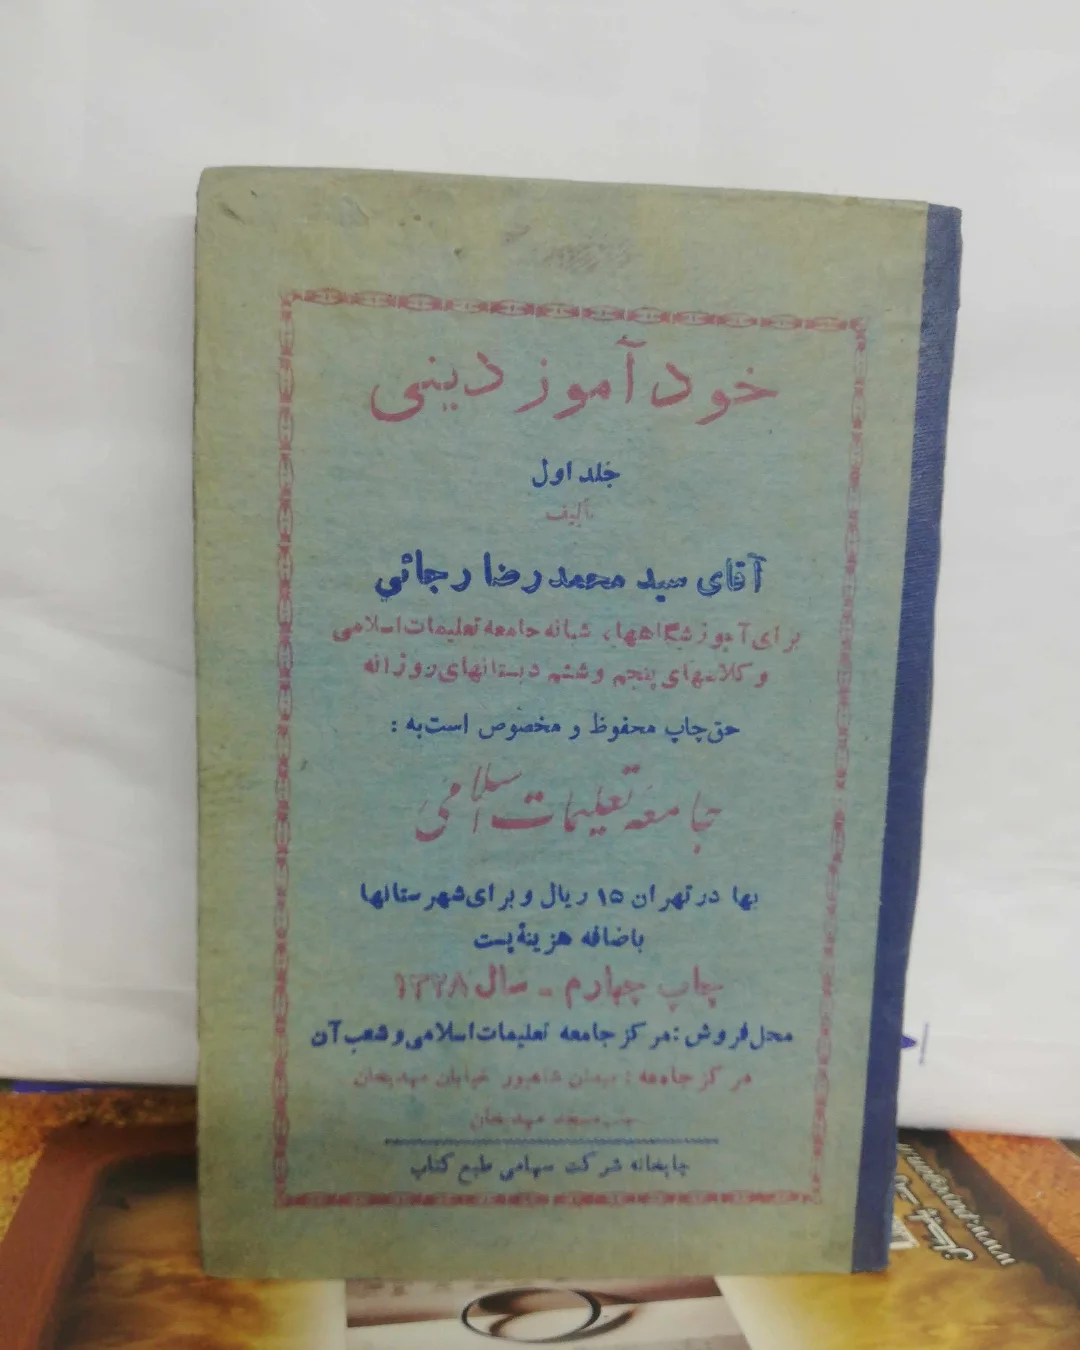 خود آموز دینی
جلد اول
تألیف
آقای سید محمد رضا رجائی
برای آموزشگاههای شبانه جامعه تعلیمات اسلامی
و کلاسهای پنجم و ششم دبستانهای روزانه
حق چاپ محفوظ و مخصوص است به :
جامعه تعلیمات اسلامی
بها در تهران ۱۵ ریال و برای شهرستانها
باضافه هزینهٔ پست
چاپ چهارم - سال ۱۳۲۸
محل فروش : مرکز جامعه تعلیمات اسلامی و شعب آن
مرکز جامعه : میدان شاهپور خیابان مهدیخان
جنب مسجد مهدیخان
چاپخانه شرکت سهامی طبع کتاب